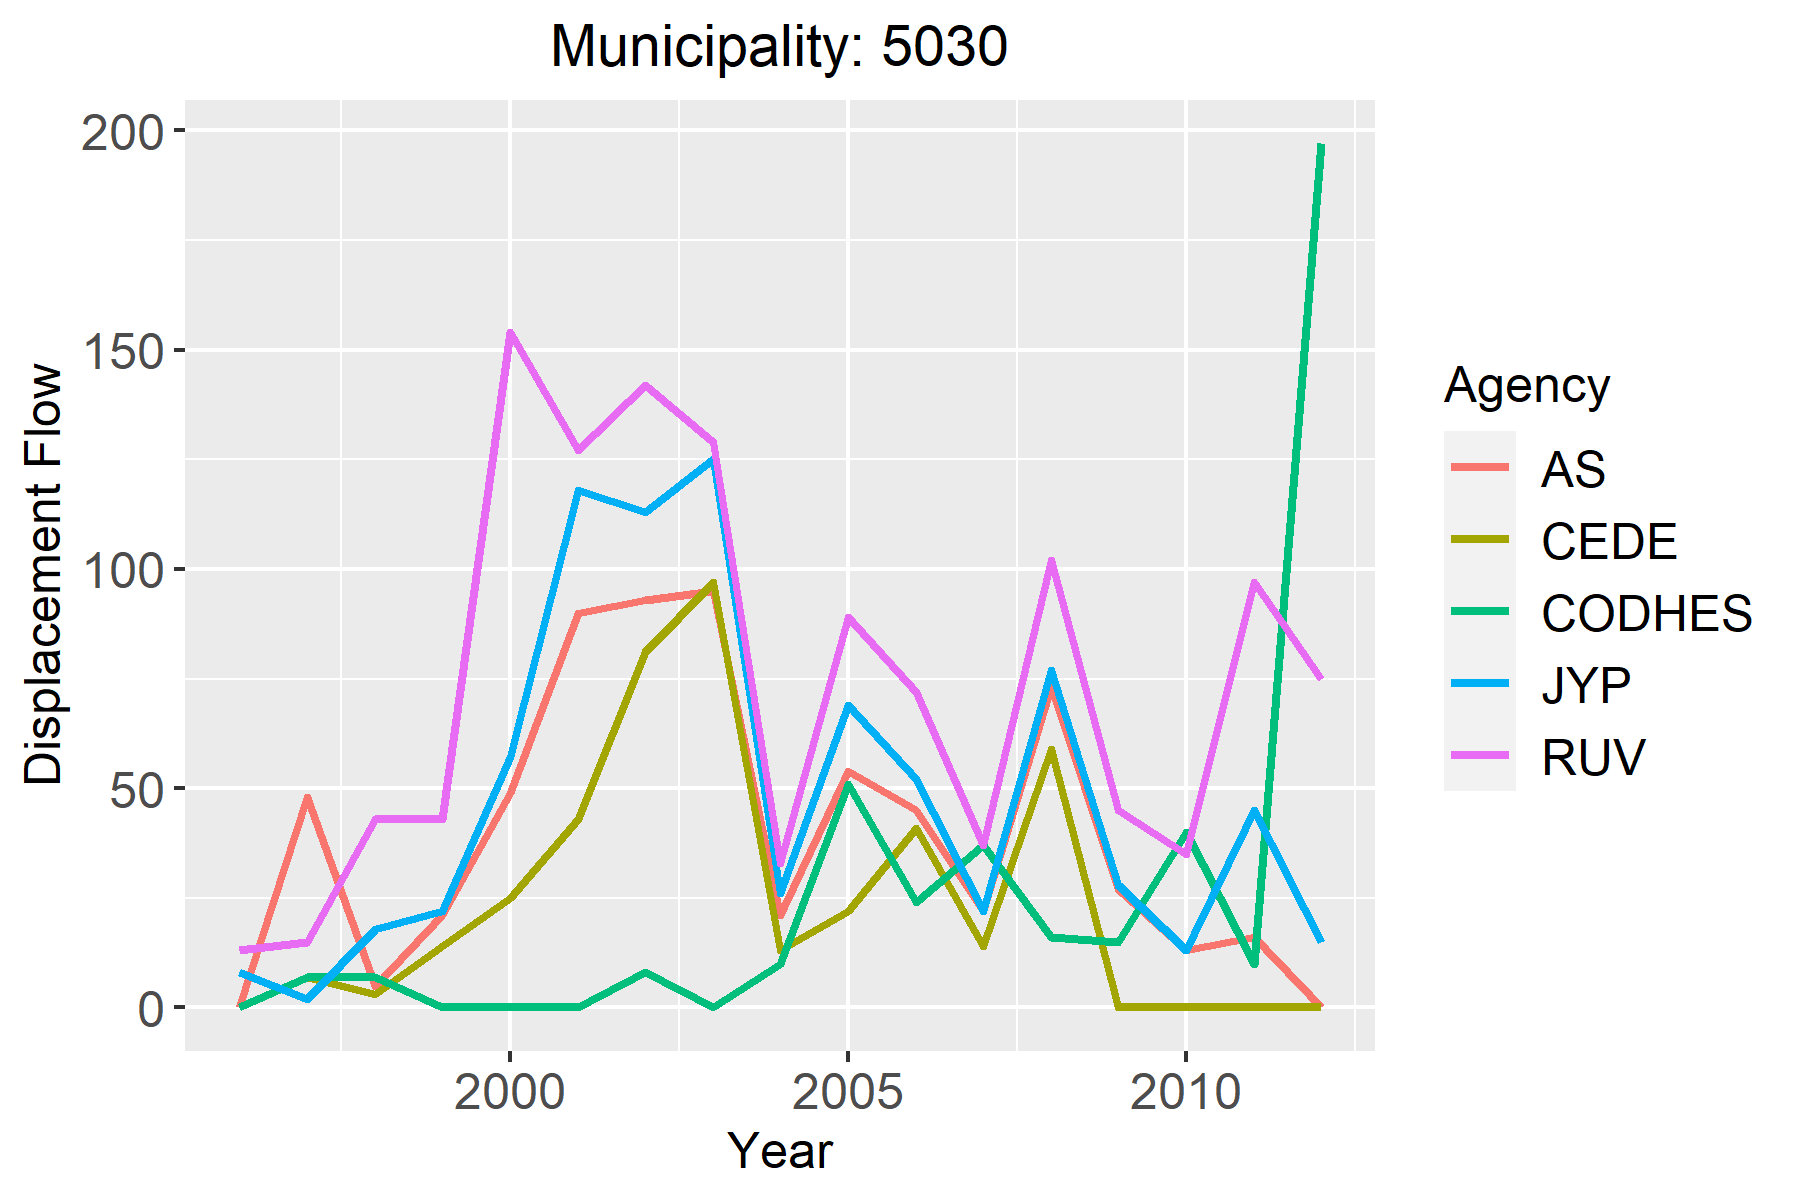 Municipality: 5030
Displacement Flow
200
150
100
50
0
2000 2005 2010
Year
Agency
AS
CEDE
CODHES
JYP
RUV